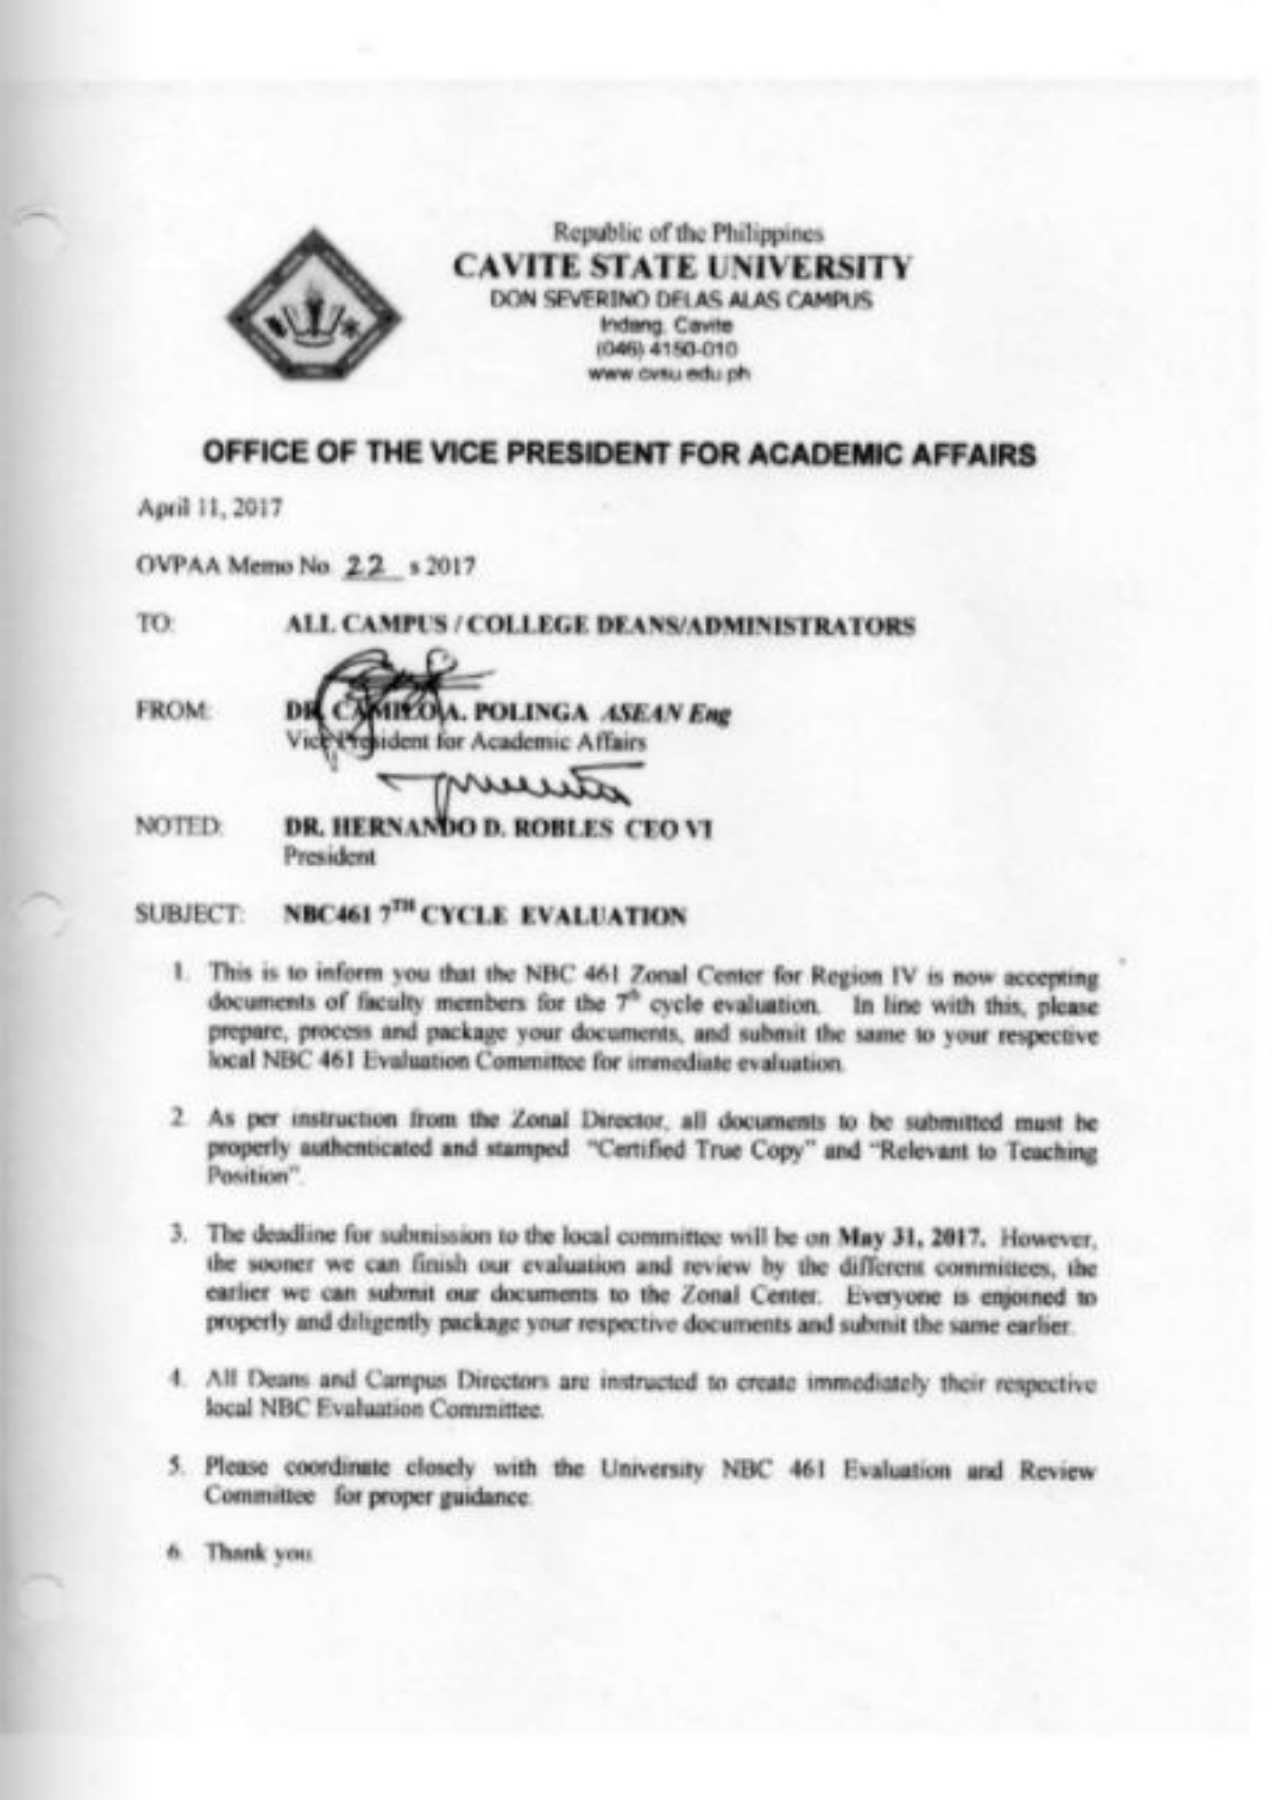 Republic of the Philippines
CAVITE STATE UNIVERSITY
DON SEVERINO DELAS ALAS CAMPUS
Indang, Cavite
(046) 4150-010
www.cvsu.edu.ph
OFFICE OF THE VICE PRESIDENT FOR ACADEMIC AFFAIRS
April 11, 2017
OVPAA Memo No. 22 s 2017
TO: ALL CAMPUS / COLLEGE DEANS/ADMINISTRATORS
FROM: DR. CAMILO A. POLINGA ASEAN Eng
Vice President for Academic Affairs
NOTED: DR. HERNANDO D. ROBLES CEO VI
President
SUBJECT: NBC461 7TH CYCLE EVALUATION
1. This is to inform you that the NBC 461 Zonal Center for Region IV is now accepting
documents of faculty members for the 7th cycle evaluation. In line with this, please
prepare, process and package your documents, and submit the same to your respective
local NBC 461 Evaluation Committee for immediate evaluation.
2. As per instruction from the Zonal Director, all documents to be submitted must be
properly authenticated and stamped "Certified True Copy" and "Relevant to Teaching
Position".
3. The deadline for submission to the local committee will be on May 31, 2017. However,
the sooner we can finish our evaluation and review by the different committees, the
earlier we can submit our documents to the Zonal Center. Everyone is enjoined to
properly and diligently package your respective documents and submit the same earlier.
4. All Deans and Campus Directors are instructed to create immediately their respective
local NBC Evaluation Committee.
5. Please coordinate closely with the University NBC 461 Evaluation and Review
Committee for proper guidance.
6. Thank you.